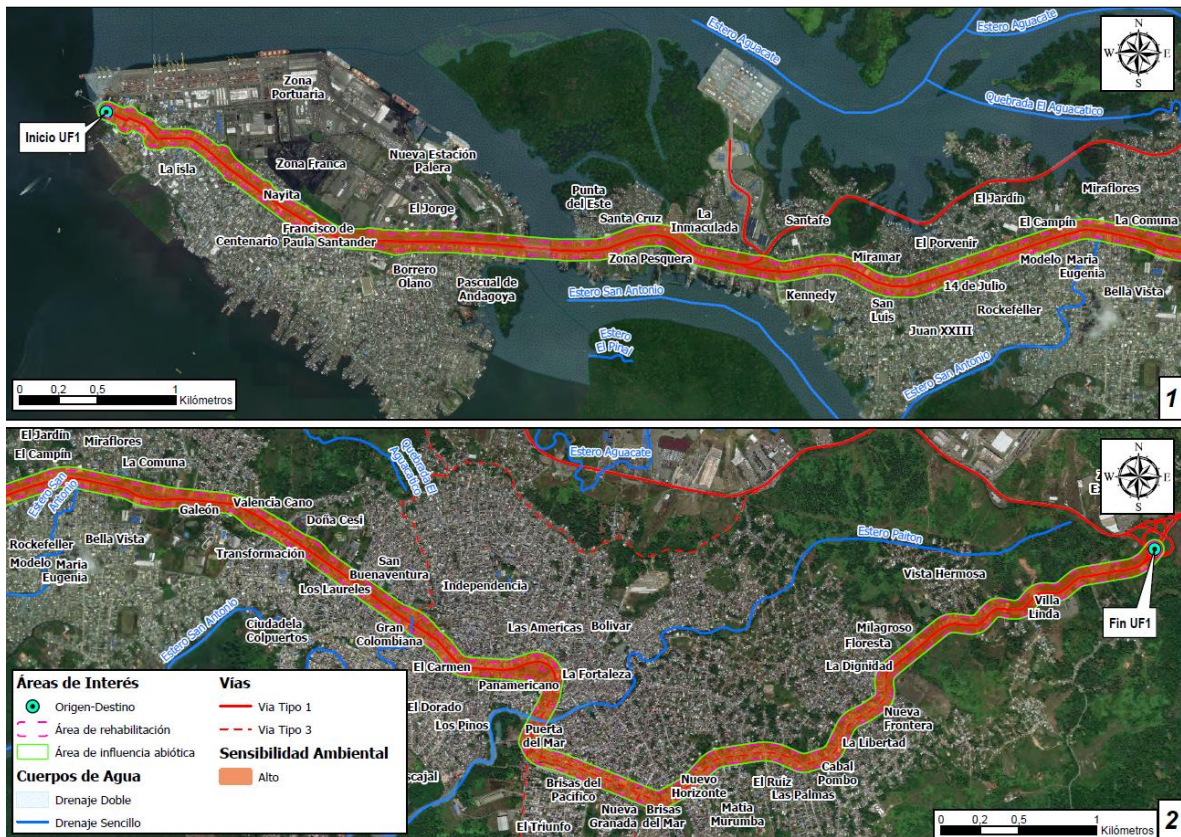 Estero Aguacate
Estero Aguacate
N
W
E
S
Zona
Portuaria
Quebrada El Aguacatico
Inicio UF1
La isla
Zona Franca
Nueva Estación
Palera
Miraflores
Nayita
Punta
del Este
El Jardín
El Jorge
Santa Cruz
La
Inmaculada
Santafe
El Campín
La Comuna
Centenario
Francisco de
Paula Santander
El Porvenir
Zona Pesquera
Miramar
Modelo
Maria
Eugenia
Borrero
Olano
Pascual de
Andagoya
Kennedy
14 de Julio
Bella Vista
Estero San Antonio
San
Luis
Rockefeller
Juan XXIII
Estero
El Pinal
Estero San Antonio
0
0,2
0,5
1
Kilómetros
1
El Jardín
Miraflores
El Campín
La Comuna
Quebrada El
Aguacatico
Estero Aguacate
N
W
E
S
Estero San
Antonio
Valencia Cano
Galeón
Doña Cesi
Rockefeller
Bella Vista
Estero Pailon
Modelo
Maria
Eugenia
Transformación
San
Buenaventura
Los Laureles
Independencia
Vista Hermosa
Villa
Linda
Fin UF1
Estero San Antonio
Ciudadela
Colpuertos
Gran
Colombiana
Las Americas
Bolivar
Milagroso
Floresta
El Carmen
La Fortaleza
La Dignidad
Panamericano
El Dorado
Los Pinos
Nueva
Frontera
Puerta
del Mar
La Libertad
Brisas del
Pacífico
Nuevo
Horizonte
El Ruiz
Las Palmas
Cabal
Pombo
Nueva
Granada
Brisas
del Mar
Matia
Murumba
El Triunfo
Áreas de Interés
Origen-Destino
Área de rehabilitación
Área de influencia abiótica
Cuerpos de Agua
Drenaje Doble
Drenaje Sencillo
Vías
Via Tipo 1
Via Tipo 3
Sensibilidad Ambiental
Alto
0
0,2
0,5
1
Kilómetros
2